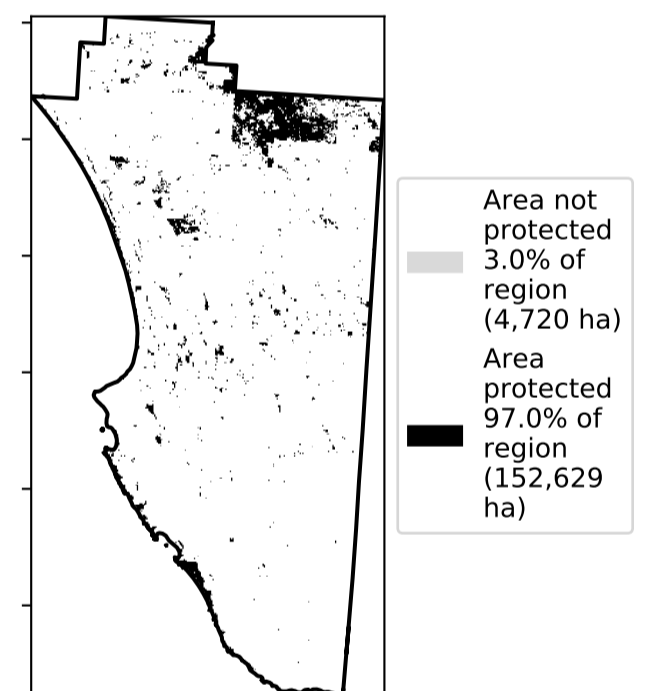 Area not
protected
3.0% of
region
(4,720 ha)
Area
protected
97.0% of
region
(152,629
ha)